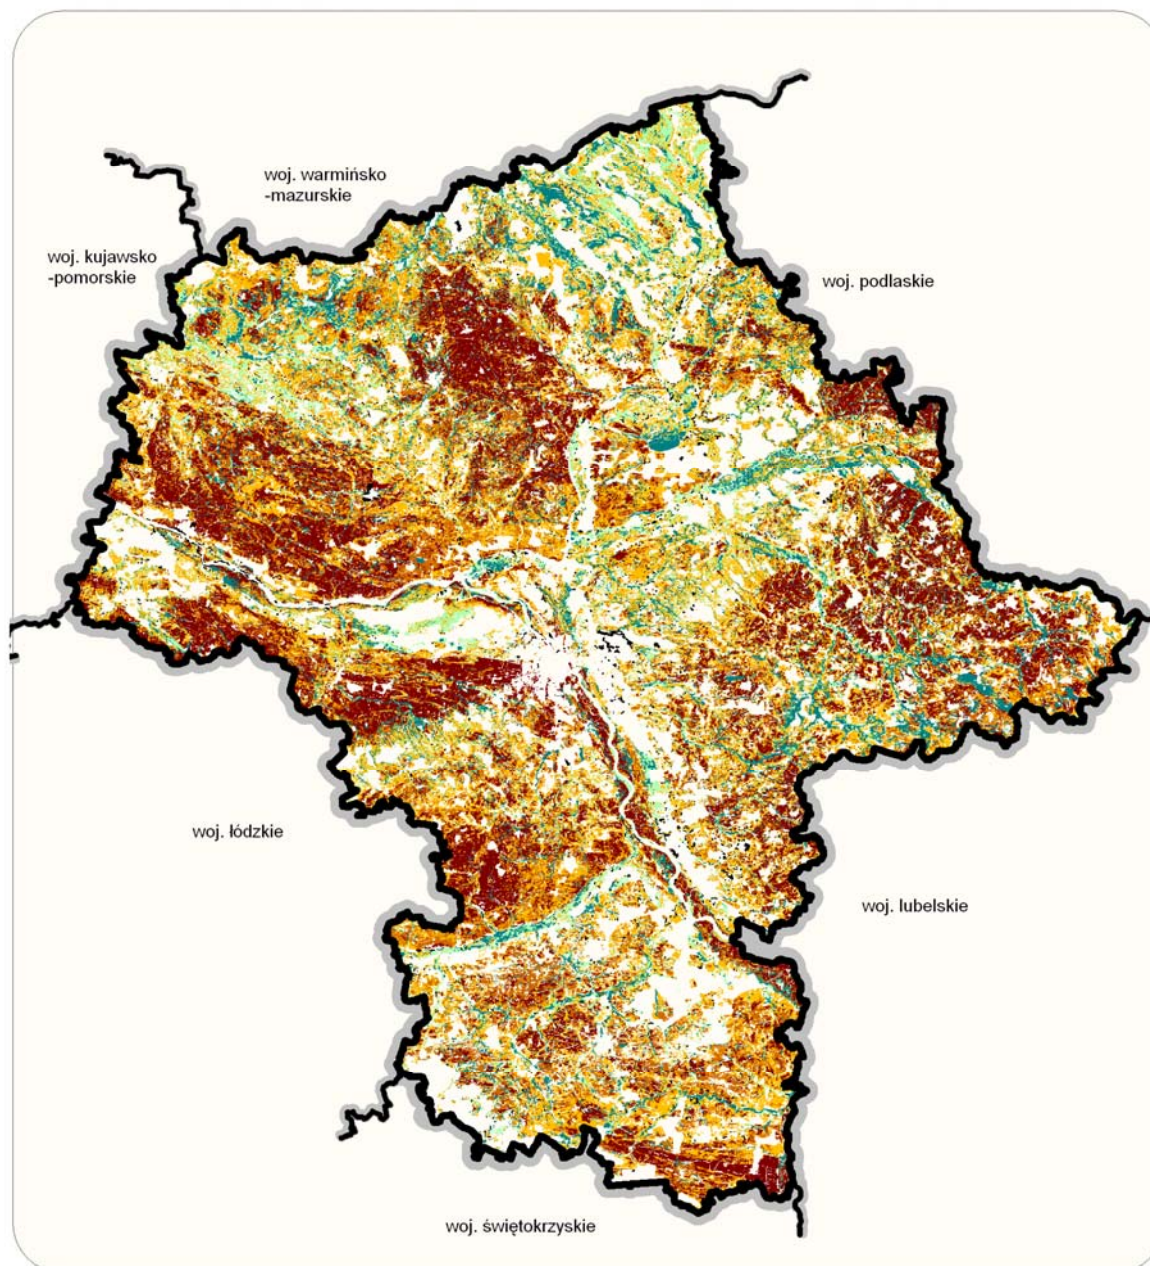 woj. warmińsko
-mazurskie
woj. kujawsko
-pomorskie
woj. podlaskie
woj. łódzkie
woj. lubelskie
woj. świętokrzyskie